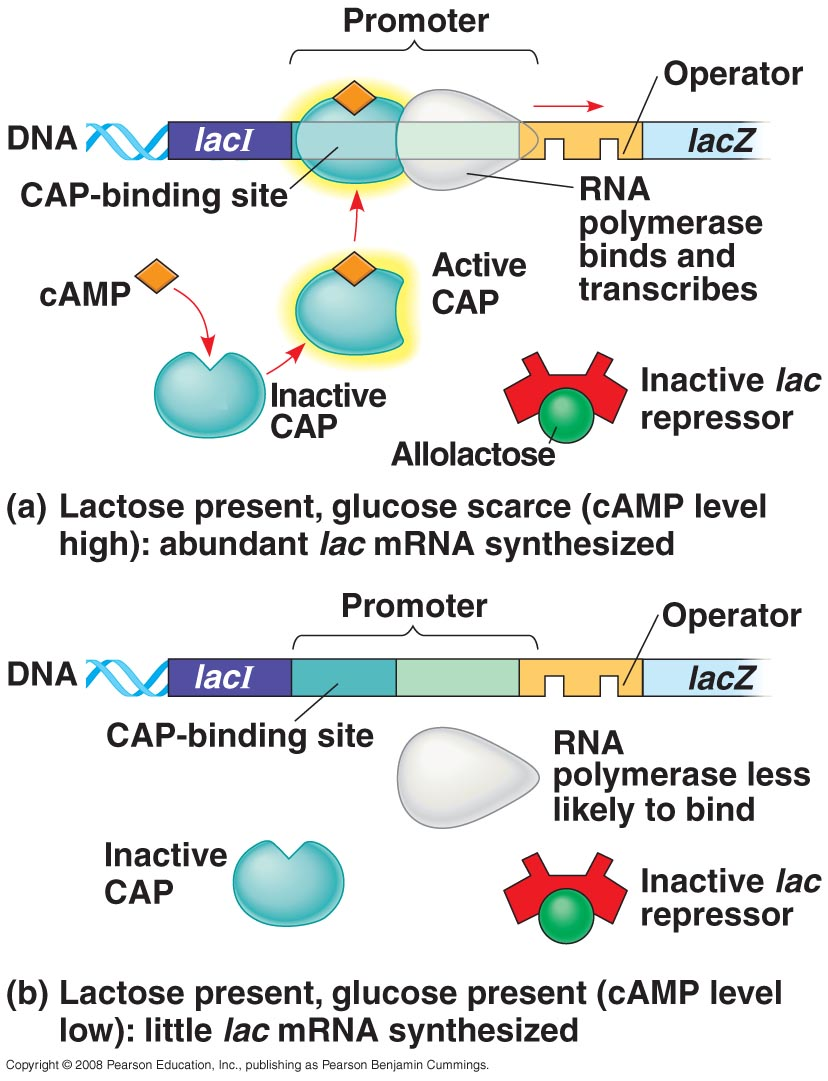 Promoter
Operator
DNA
lacI
lacZ
CAP-binding site
RNA
polymerase
binds and
transcribes
cAMP
Active
CAP
Inactive
CAP
Inactive lac
repressor
Allolactose
(a) Lactose present, glucose scarce (cAMP level
high): abundant lac mRNA synthesized
Promoter
Operator
DNA
lacI
lacZ
CAP-binding site
RNA
polymerase less
likely to bind
Inactive
CAP
Inactive lac
repressor
(b) Lactose present, glucose present (cAMP level
low): little lac mRNA synthesized
Copyright © 2008 Pearson Education, Inc., publishing as Pearson Benjamin Cummings.